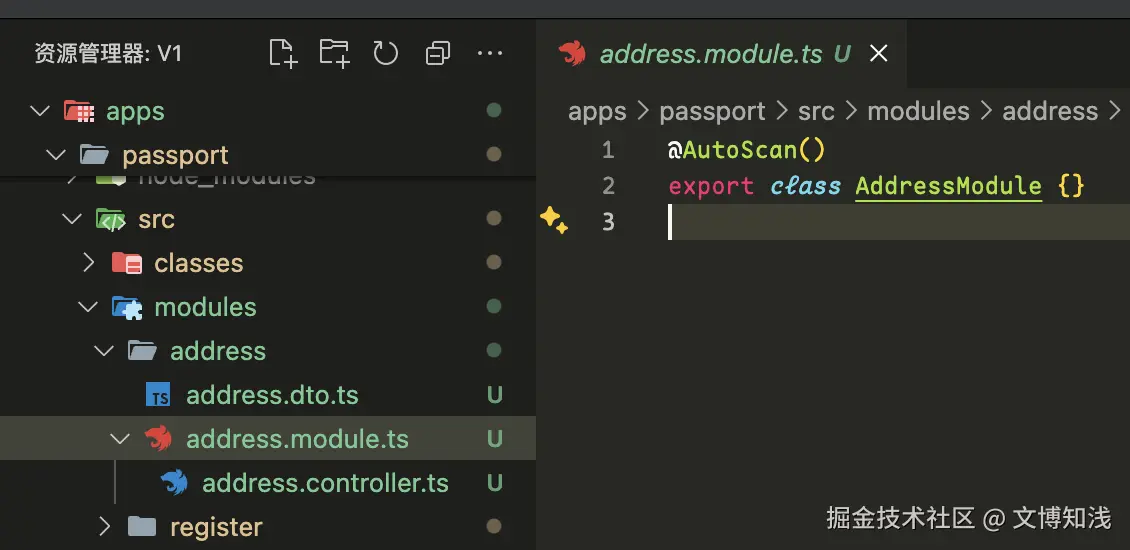 资源管理器: V1
apps
passport
node_modules
src
classes
modules
address
TS address.dto.ts U
address.module.ts U
address.controller.ts U
register
address.module.ts U
apps > passport > src > modules > address >
1 @AutoScan()
2 export class AddressModule {}
3
掘金技术社区 @ 文博知浅